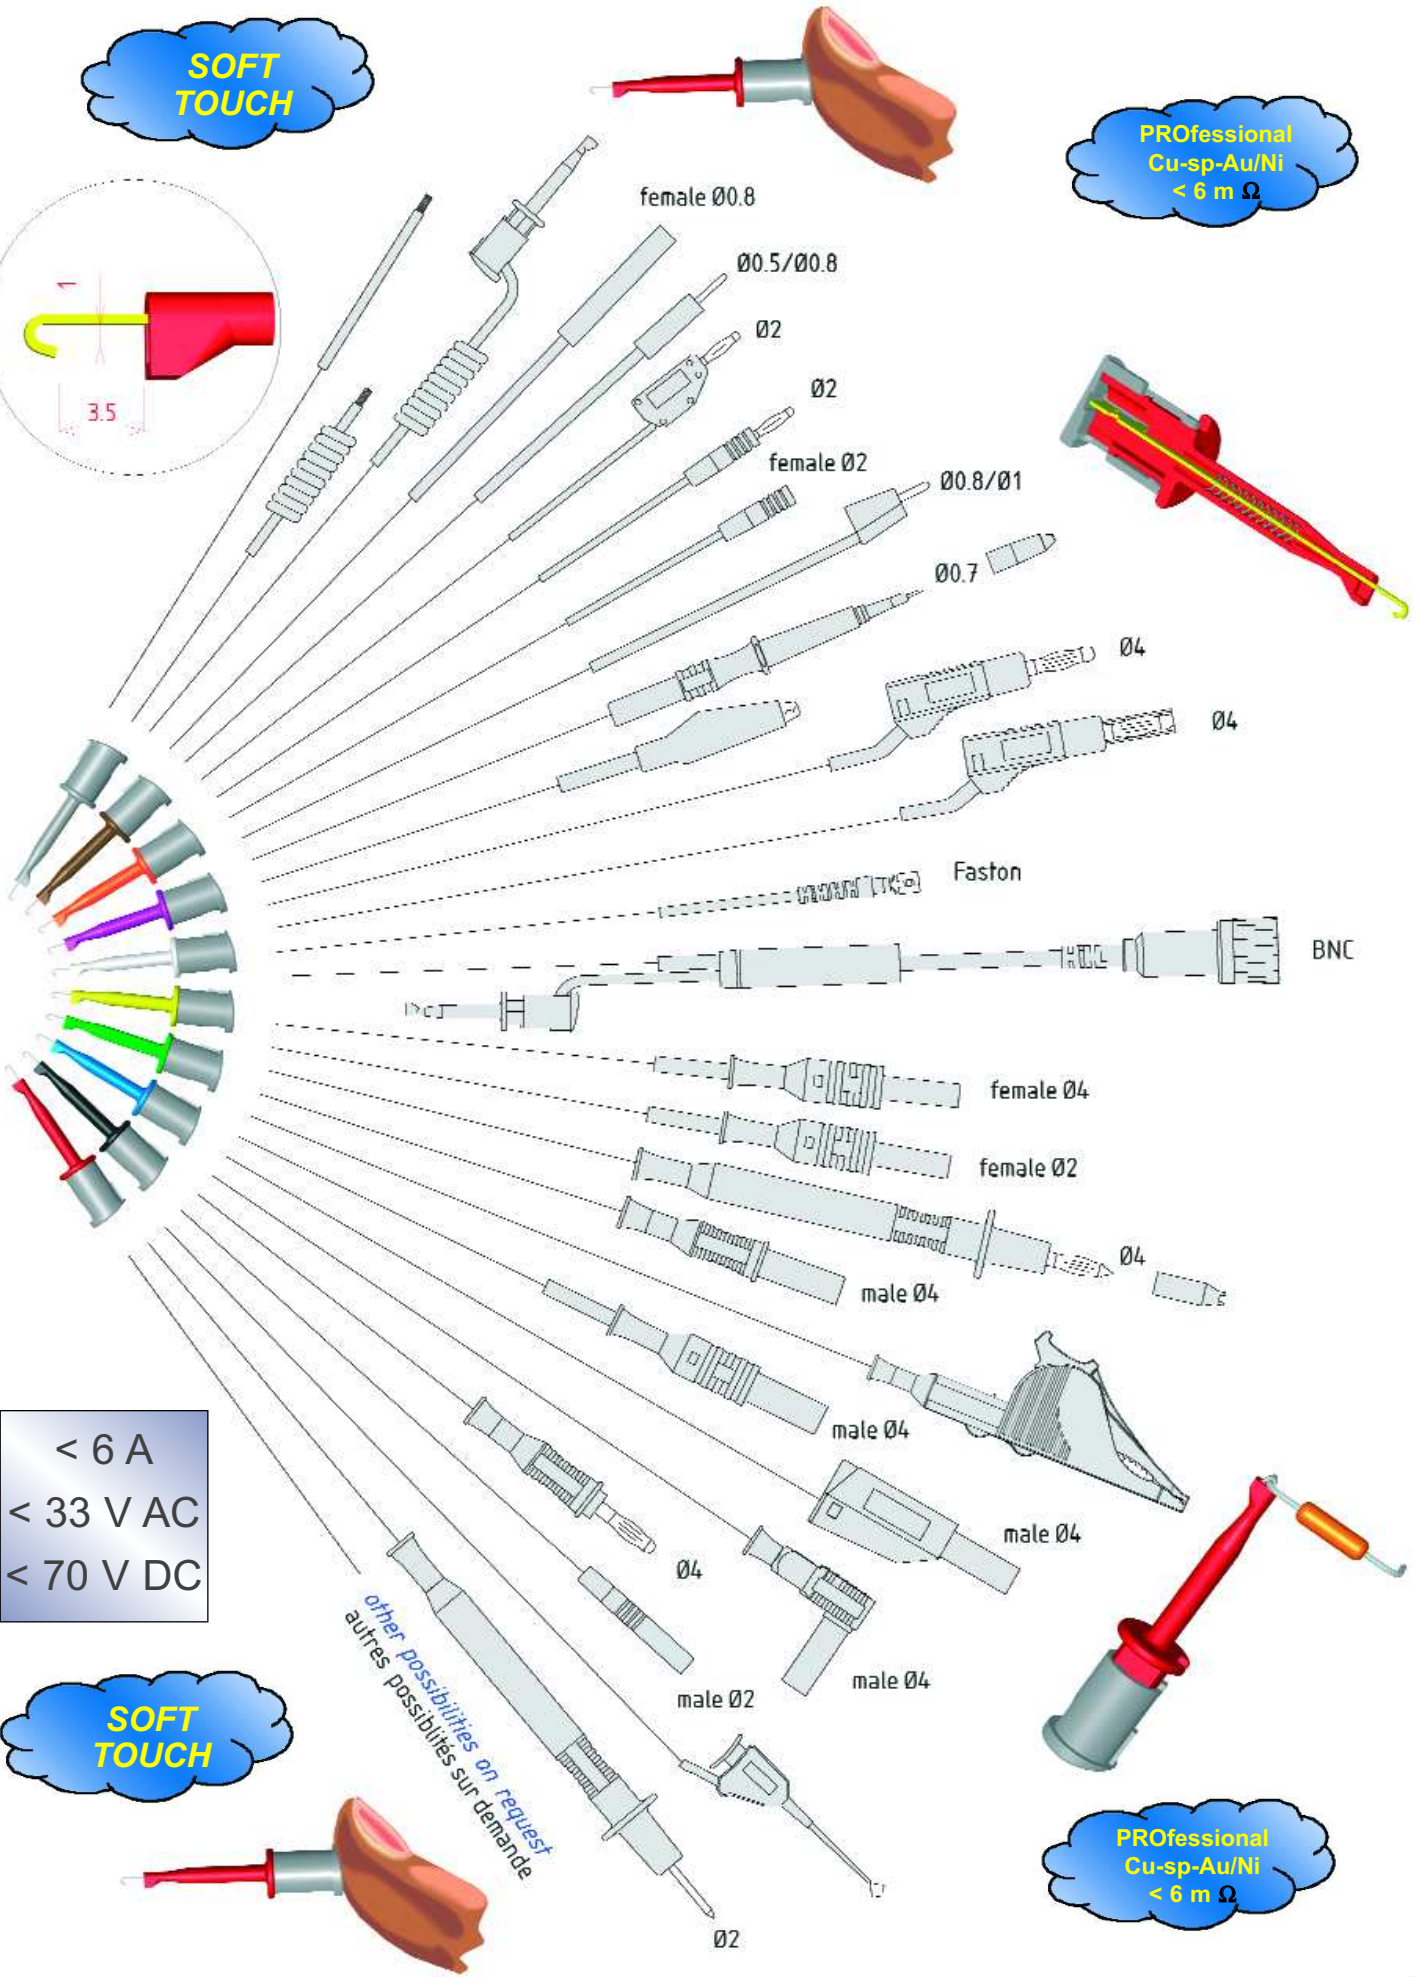 SOFT
TOUCH
PROfessional
Cu-sp-Au/Ni
< 6 m Ω
female Ø0.8
Ø0.5/Ø0.8
1
Ø2
3.5
Ø2
female Ø2
Ø0.8/Ø1
Ø0.7
Ø4
Ø4
Faston
BNC
female Ø4
female Ø2
Ø4
male Ø4
male Ø4
< 6 A
< 33 V AC
< 70 V DC
male Ø4
Ø4
male Ø4
male Ø2
other possibilities on request
autres possiblités sur demande
SOFT
TOUCH
PROfessional
Cu-sp-Au/Ni
< 6 m Ω
Ø2